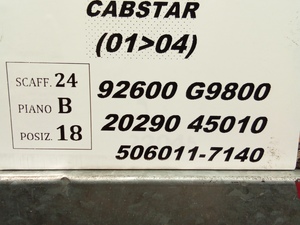 CABSTAR
(01>04)
SCAFF. 24
PIANO B
POSIZ. 18
92600 G9800
20290 45010
506011-7140